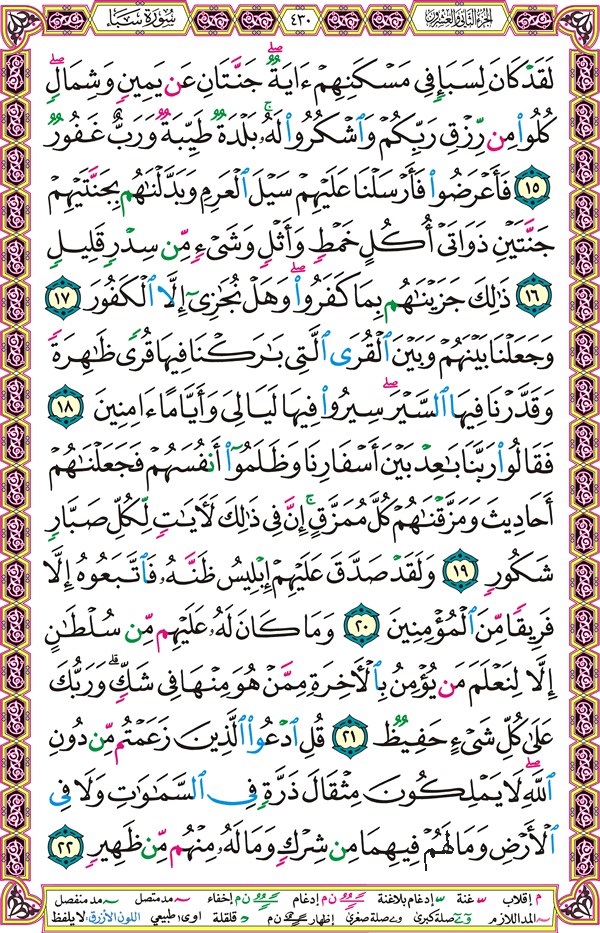 سُورَةُ سَبَإٍ
٤٣٠
الجزء الثاني والعشرون
لَقَدْ كَانَ لِسَبَإٍ فِي مَسْكَنِهِمْ ءَايَةٌ ۖ جَنَّتَانِ عَن يَمِينٍ وَشِمَالٍ ۖ
كُلُوا۟ مِن رِّزْقِ رَبِّكُمْ وَٱشْكُرُوا۟ لَهُۥ ۚ بَلْدَةٌ طَيِّبَةٌ وَرَبٌّ غَفُورٌ
١٥ فَأَعْرَضُوا۟ فَأَرْسَلْنَا عَلَيْهِمْ سَيْلَ ٱلْعَرِمِ وَبَدَّلْنَـٰهُم بِجَنَّتَيْهِمْ
جَنَّتَيْنِ ذَوَاتَىْ أُكُلٍ خَمْطٍ وَأَثْلٍ وَشَىْءٍ مِّن سِدْرٍ قَلِيلٍ
١٦ ذَٰلِكَ جَزَيْنَـٰهُم بِمَا كَفَرُوا۟ ۖ وَهَلْ نُجَـٰزِىٓ إِلَّا ٱلْكَفُورَ ١٧
وَجَعَلْنَا بَيْنَهُمْ وَبَيْنَ ٱلْقُرَى ٱلَّتِى بَـٰرَكْنَا فِيهَا قُرًى ظَـٰهِرَةً
وَقَدَّرْنَا فِيهَا ٱلسَّيْرَ ۖ سِيرُوا۟ فِيهَا لَيَالِىَ وَأَيَّامًا ءَامِنِينَ ١٨
فَقَالُوا۟ رَبَّنَا بَـٰعِدْ بَيْنَ أَسْفَارِنَا وَظَلَمُوٓا۟ أَنفُسَهُمْ فَجَعَلْنَـٰهُمْ
أَحَادِيثَ وَمَزَّقْنَـٰهُمْ كُلَّ مُمَزَّقٍ ۚ إِنَّ فِى ذَٰلِكَ لَـَٔايَـٰتٍ لِّكُلِّ صَبَّارٍ
شَكُورٍ ١٩ وَلَقَدْ صَدَّقَ عَلَيْهِمْ إِبْلِيسُ ظَنَّهُۥ فَٱتَّبَعُوهُ إِلَّا
فَرِيقًا مِّنَ ٱلْمُؤْمِنِينَ ٢٠ وَمَا كَانَ لَهُۥ عَلَيْهِم مِّن سُلْطَـٰنٍ
إِلَّا لِنَعْلَمَ مَن يُؤْمِنُ بِٱلْـَٔاخِرَةِ مِمَّنْ هُوَ مِنْهَا فِى شَكٍّ ۗ وَرَبُّكَ
عَلَىٰ كُلِّ شَىْءٍ حَفِيظٌ ٢١ قُلِ ٱدْعُوا۟ ٱلَّذِينَ زَعَمْتُم مِّن دُونِ
ٱللَّهِ ۖ لَا يَمْلِكُونَ مِثْقَالَ ذَرَّةٍ فِى ٱلسَّمَـٰوَٰتِ وَلَا فِى
ٱلْأَرْضِ وَمَا لَهُمْ فِيهِمَا مِن شِرْكٍ وَمَا لَهُۥ مِنْهُم مِّن ظَهِيرٍ ٢٢
م إقلاب غنة إدغام بلاغنة ن م إدغام ن م إخفاء مد متصل مد منفصل
المد اللازم صلة كبرى صلة صغرى إظهار ن م قلقلة اوى: طبيعي اللون الأزرق: لا يلفظ